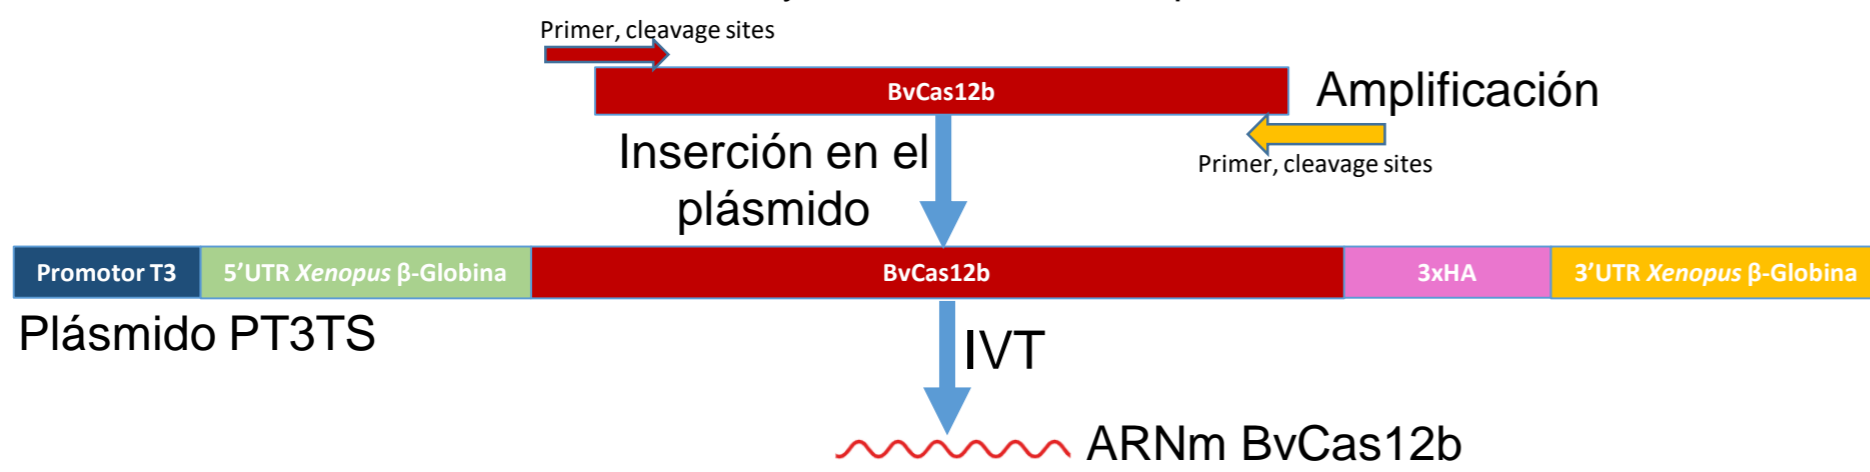 Primer, cleavage sites
BvCas12b
Amplificación
Inserción en el
plásmido
Primer, cleavage sites
Promotor T3
5'UTR Xenopus β-Globina
BvCas12b
3xHA
3'UTR Xenopus β-Globina
Plásmido PT3TS
IVT
ARNm BvCas12b